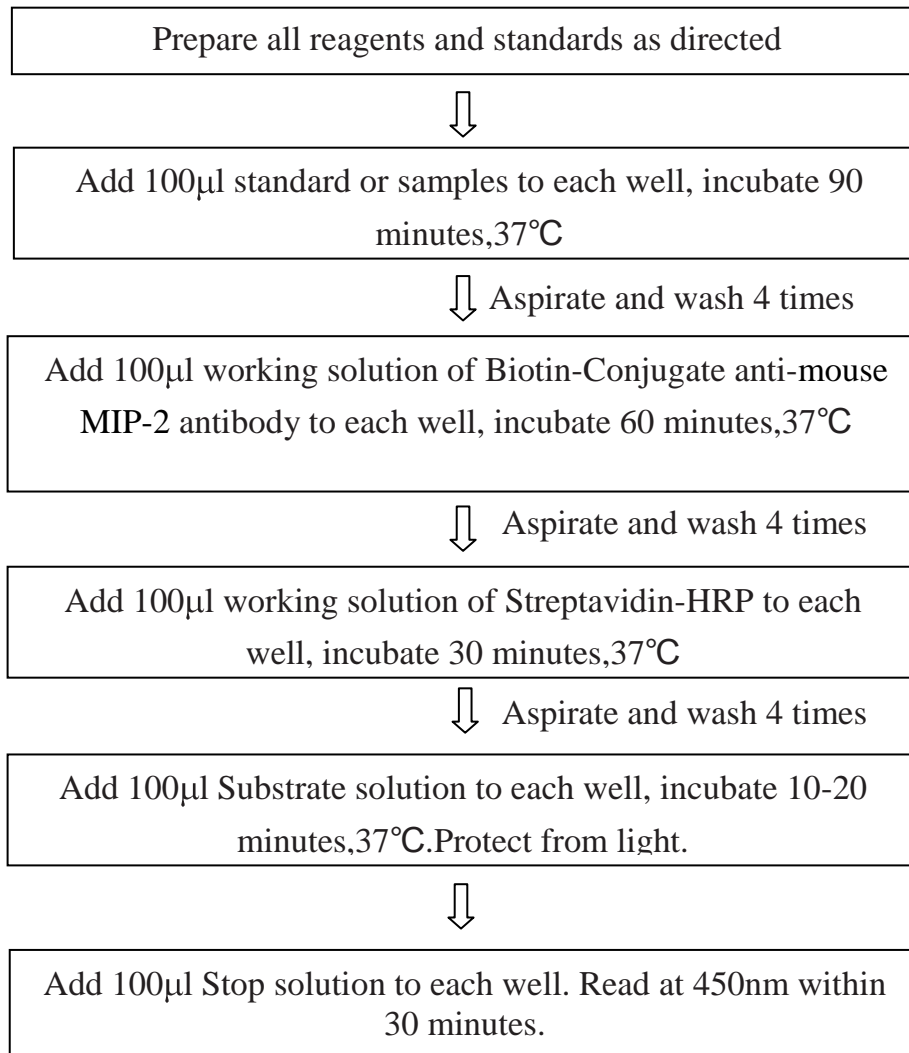 Prepare all reagents and standards as directed
Add 100μl standard or samples to each well, incubate 90
minutes,37℃
Aspirate and wash 4 times
Add 100μl working solution of Biotin-Conjugate anti-mouse
MIP-2 antibody to each well, incubate 60 minutes,37℃
Aspirate and wash 4 times
Add 100μl working solution of Streptavidin-HRP to each
well, incubate 30 minutes,37℃
Aspirate and wash 4 times
Add 100μl Substrate solution to each well, incubate 10-20
minutes,37℃.Protect from light.
Add 100μl Stop solution to each well. Read at 450nm within
30 minutes.